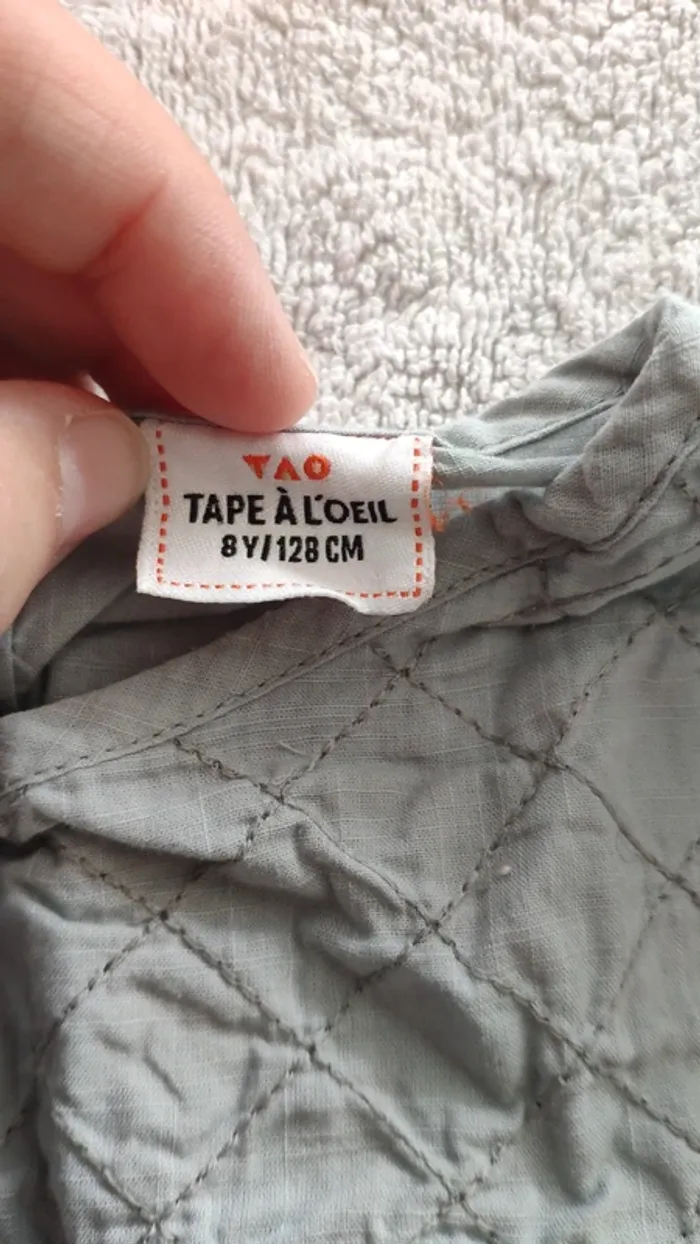 TAO
TAPE À L'OEIL
8Y/128 CM